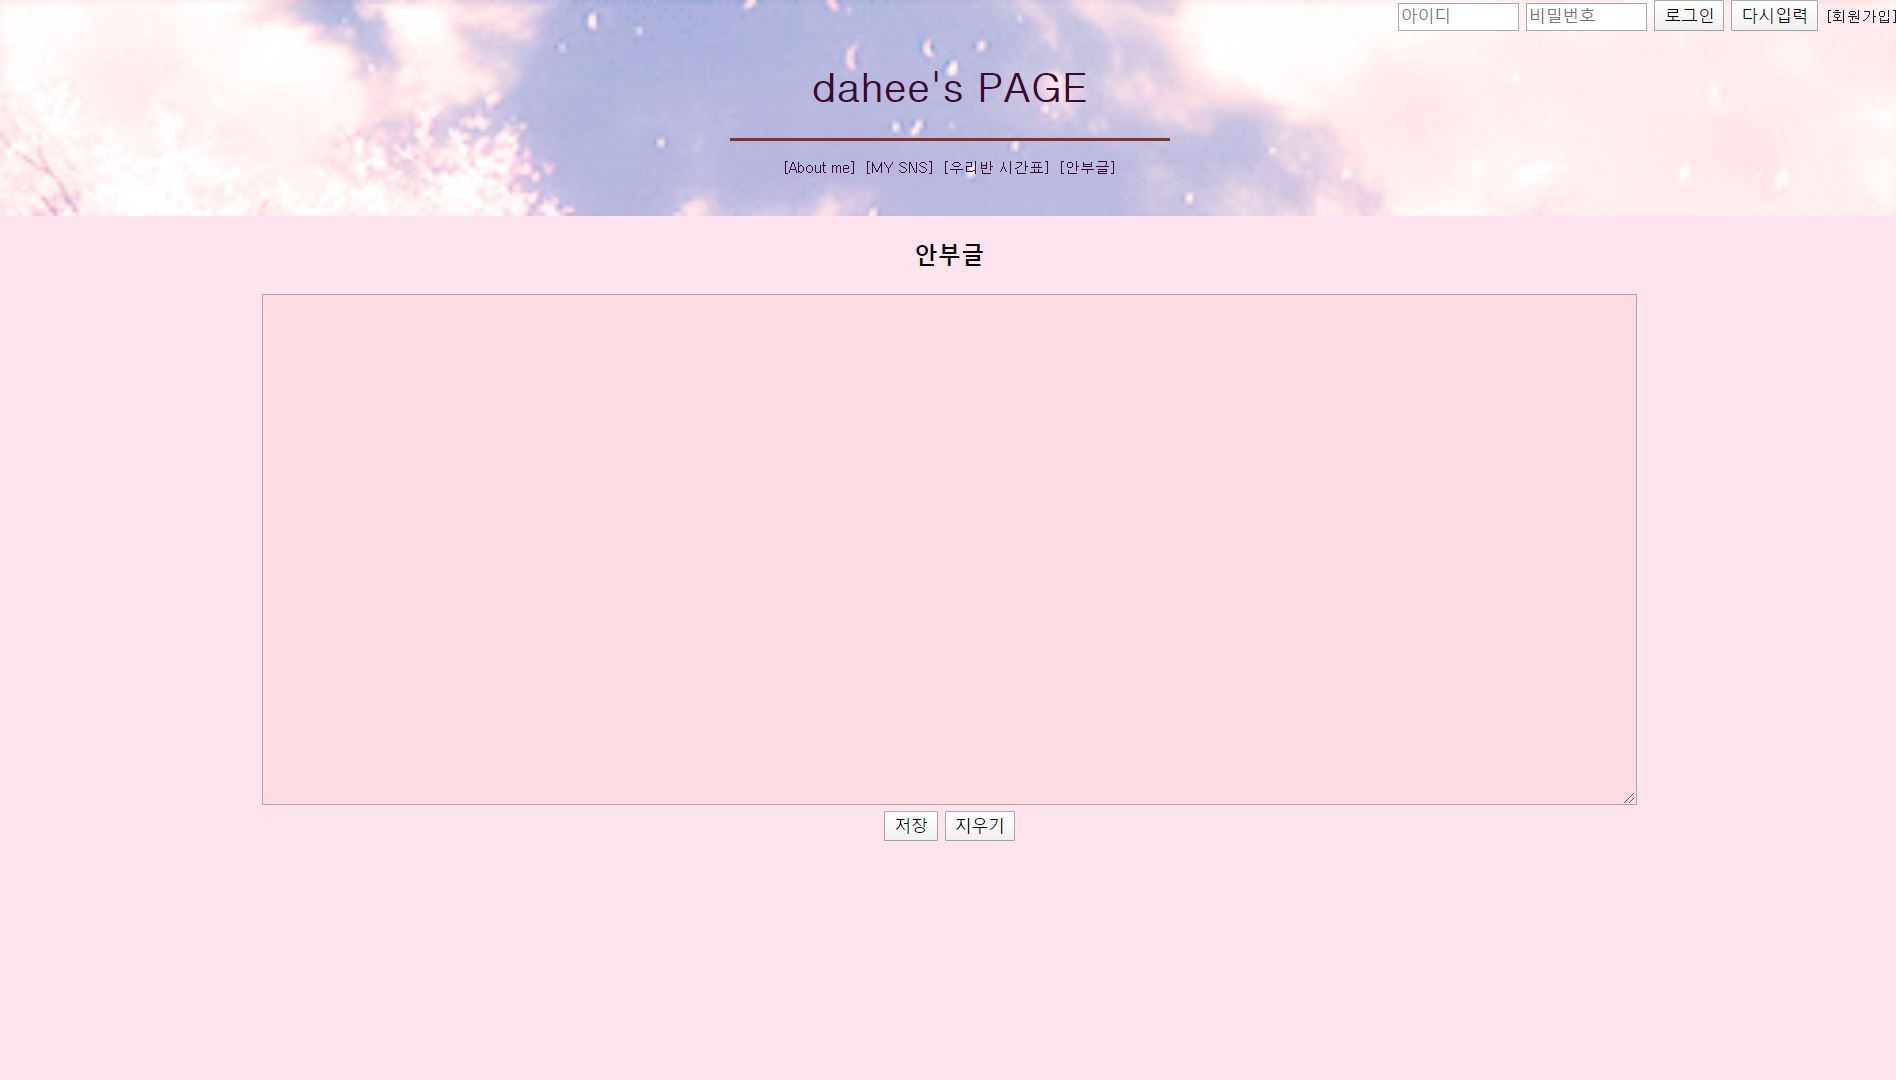 아이디 비밀번호 로그인 다시입력 [회원가입]
dahee's PAGE
[About me] [MY SNS] [우리반 시간표] [안부글]
안부글
저장 지우기